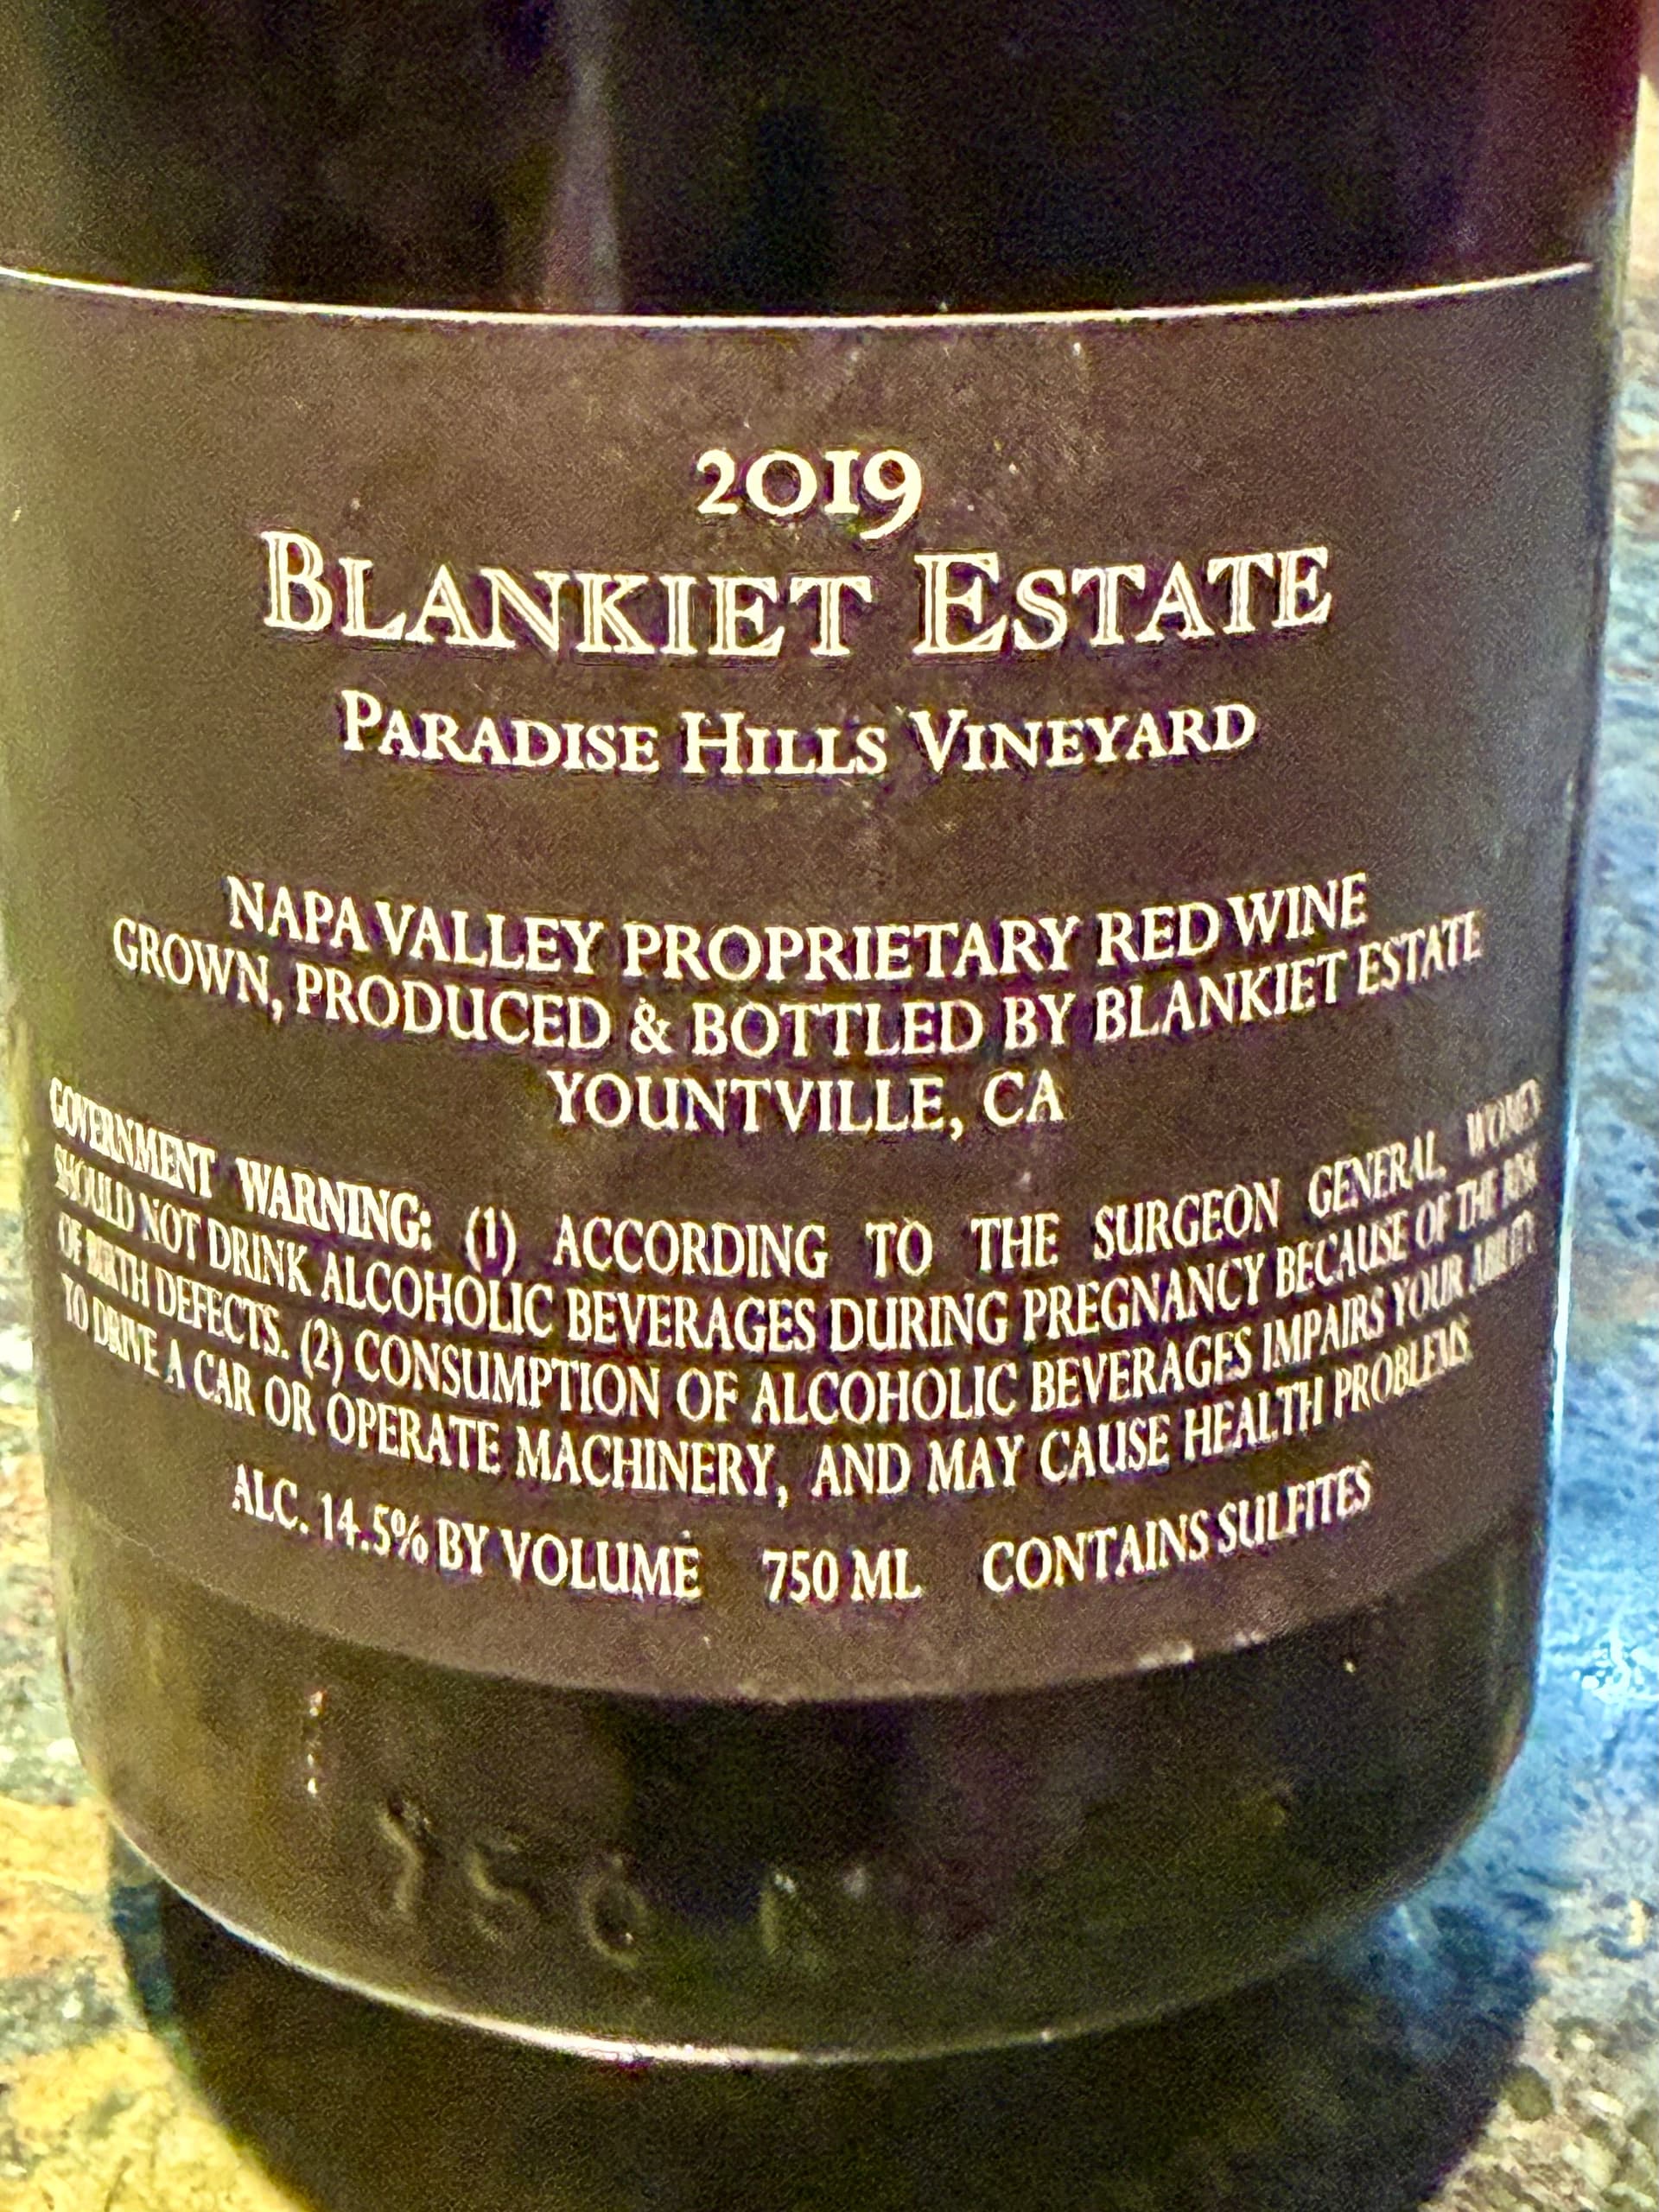 2019
BLANKIET ESTATE
PARADISE HILLS VINEYARD
NAPA VALLEY PROPRIETARY RED WINE
GROWN, PRODUCED & BOTTLED BY BLANKIET ESTATE
YOUNTVILLE, CA
GOVERNMENT WARNING: (1) ACCORDING TO THE SURGEON GENERAL, WOMEN
SHOULD NOT DRINK ALCOHOLIC BEVERAGES DURING PREGNANCY BECAUSE OF THE RISK
OF BIRTH DEFECTS. (2) CONSUMPTION OF ALCOHOLIC BEVERAGES IMPAIRS YOUR ABILITY
TO DRIVE A CAR OR OPERATE MACHINERY, AND MAY CAUSE HEALTH PROBLEMS.
ALC. 14.5% BY VOLUME 750 ML CONTAINS SULFITES
750